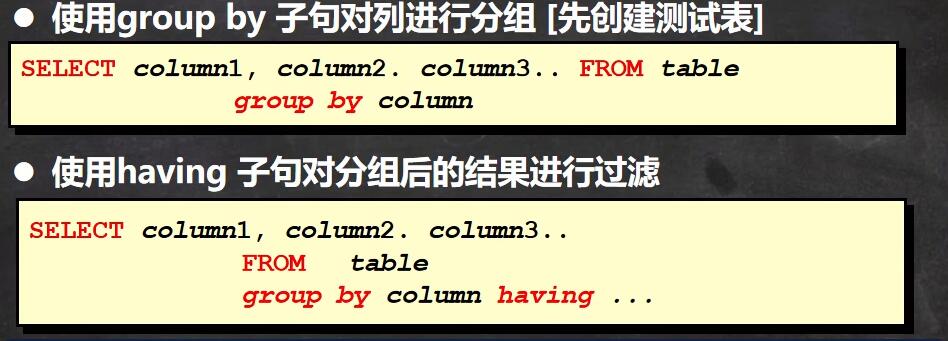 ● 使用group by 子句对列进行分组 [先创建测试表]
SELECT column1, column2. column3.. FROM table
group by column
● 使用having 子句对分组后的结果进行过滤
SELECT column1, column2. column3..
FROM table
group by column having ...